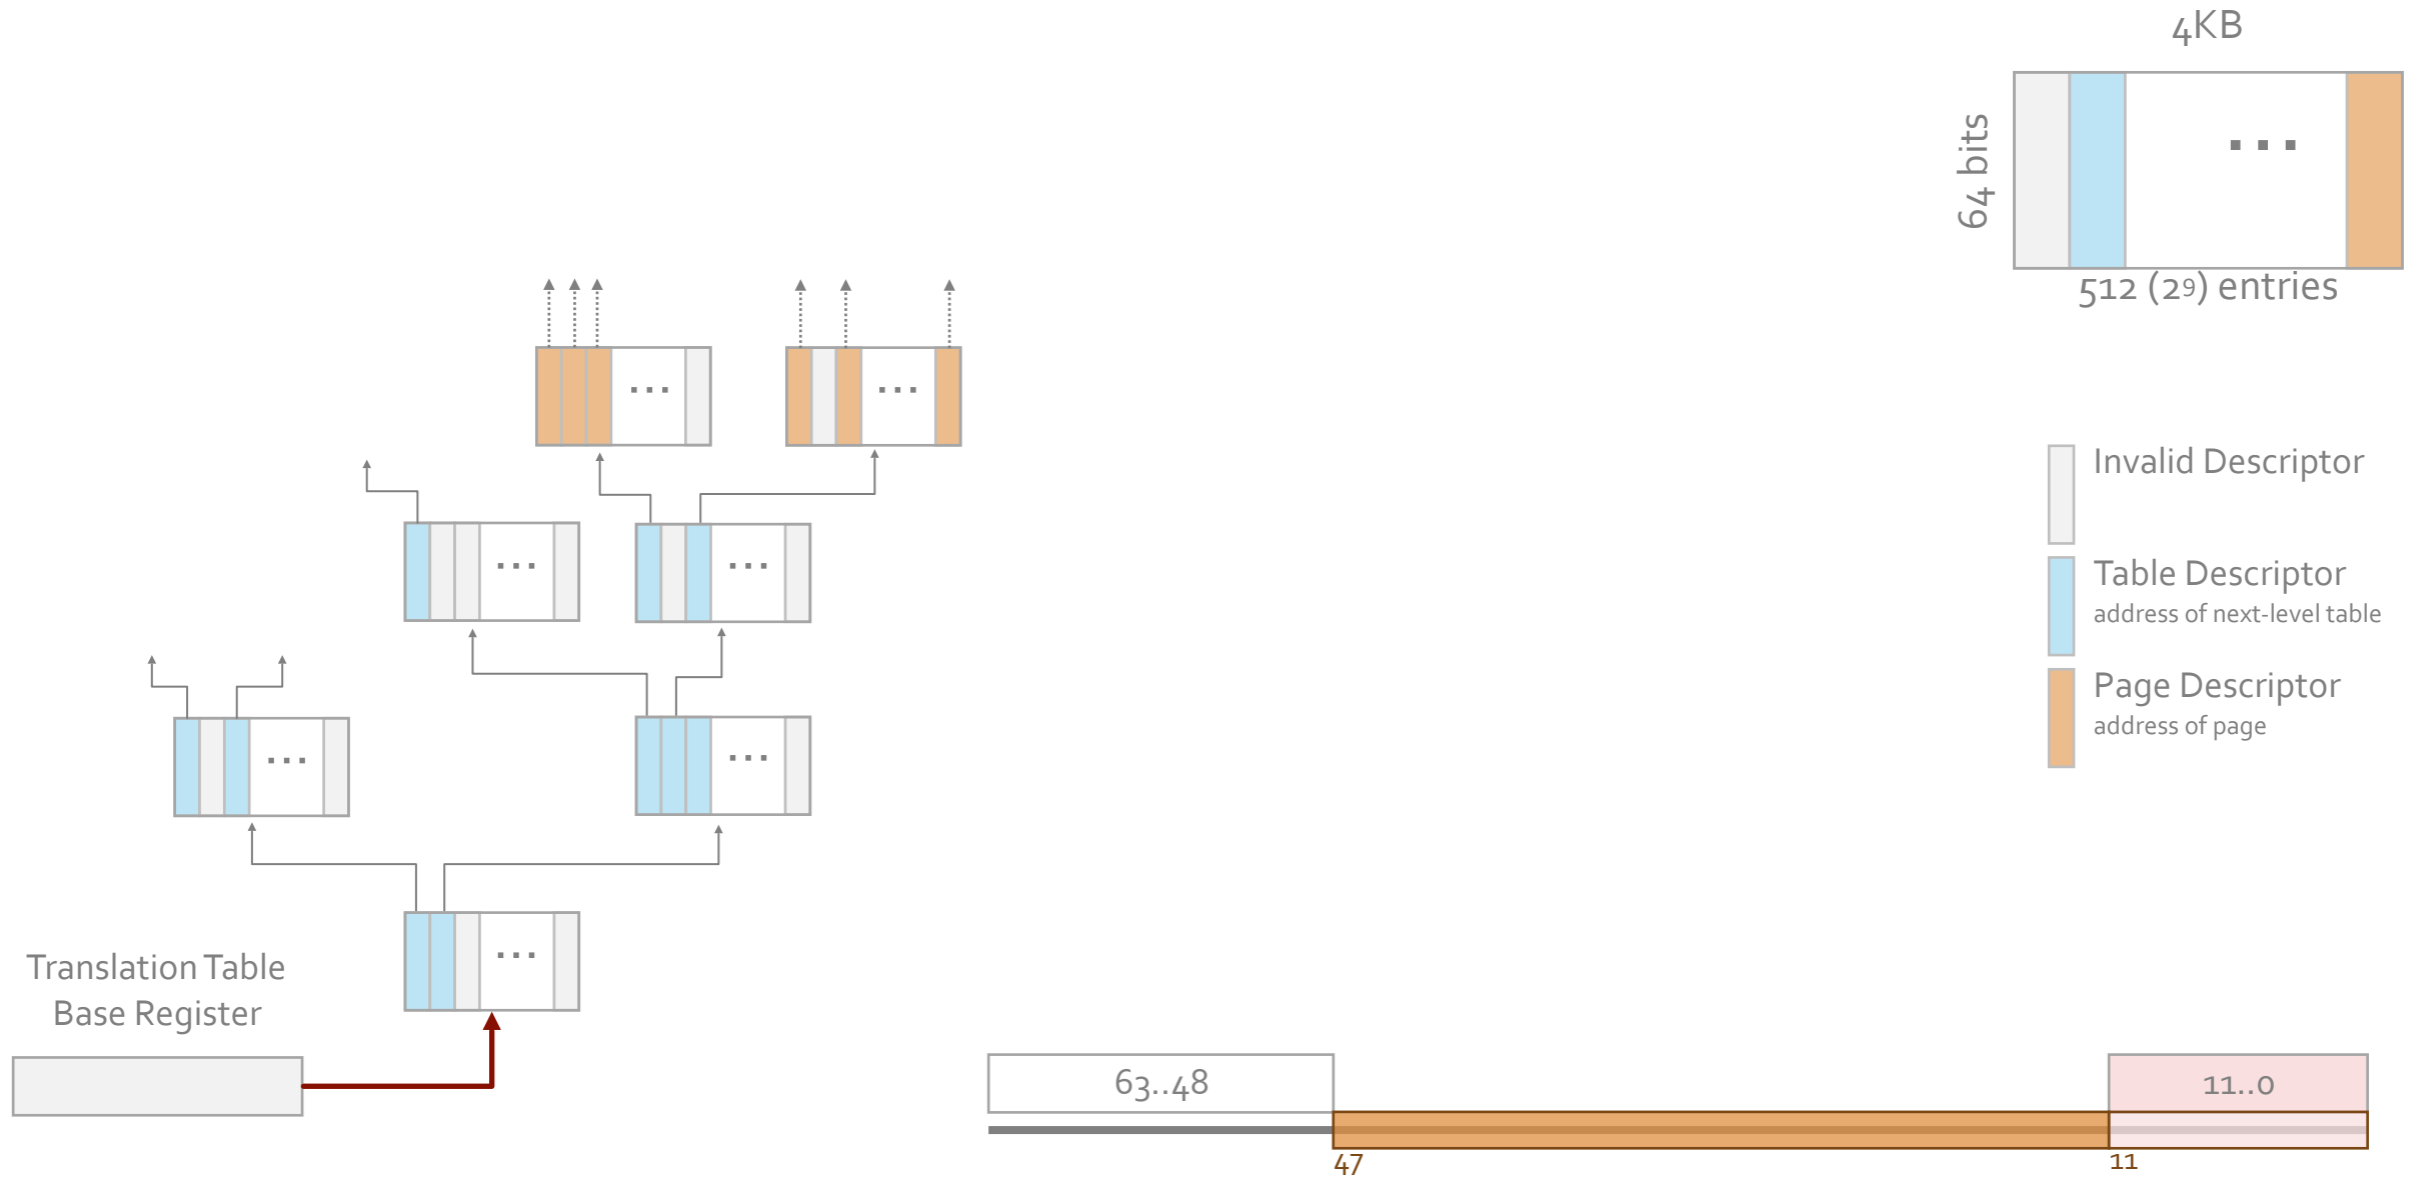 4KB
64 bits
...
512 (29) entries
...
...
Invalid Descriptor
...
...
Table Descriptor
address of next-level table
Page Descriptor
address of page
...
...
...
Translation Table
Base Register
63..48
11..0
47
11